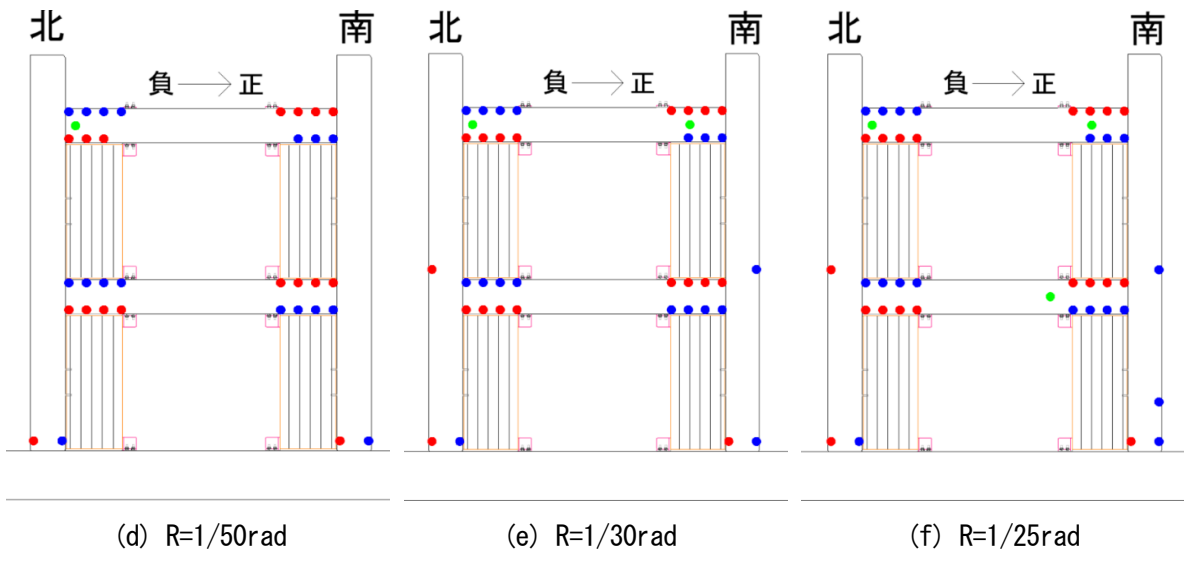 北 南
負 正
北 南
負 正
北 南
負 正
(d) R=1/50rad
(e) R=1/30rad
(f) R=1/25rad